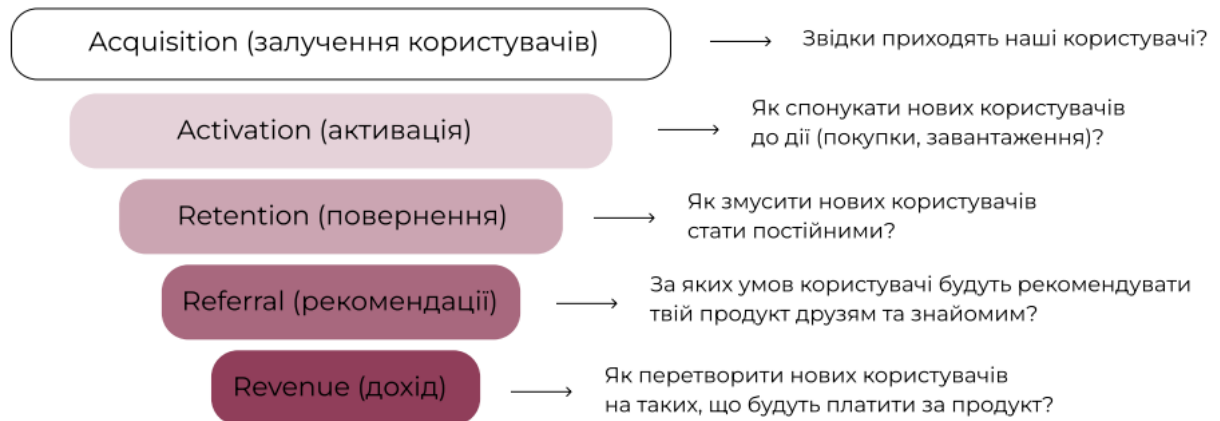 Acquisition (залучення користувачів)
Звідки приходять наші користувачі?
Activation (активація)
Як спонукати нових користувачів
до дії (покупки, завантаження)?
Retention (повернення)
Як змусити нових користувачів
стати постійними?
Referral (рекомендації)
За яких умов користувачі будуть рекомендувати
твій продукт друзям та знайомим?
Revenue (дохід)
Як перетворити нових користувачів
на таких, що будуть платити за продукт?